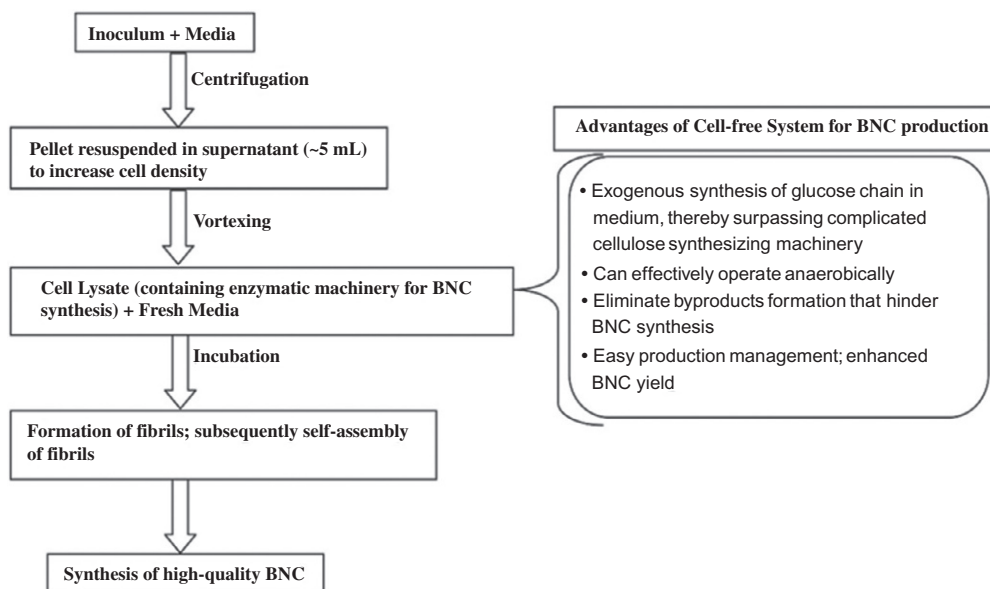 Inoculum + Media
Centrifugation
Pellet resuspended in supernatant (~5 mL)
to increase cell density
Vortexing
Cell Lysate (containing enzymatic machinery for BNC
synthesis) + Fresh Media
Incubation
Formation of fibrils; subsequently self-assembly
of fibrils
Synthesis of high-quality BNC
Advantages of Cell-free System for BNC production
• Exogenous synthesis of glucose chain in
medium, thereby surpassing complicated
cellulose synthesizing machinery
• Can effectively operate anaerobically
• Eliminate byproducts formation that hinder
BNC synthesis
• Easy production management; enhanced
BNC yield